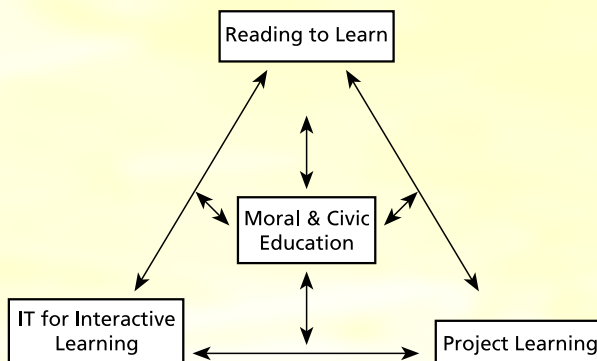 Reading to Learn
Moral & Civic
Education
IT for Interactive
Learning
Project Learning